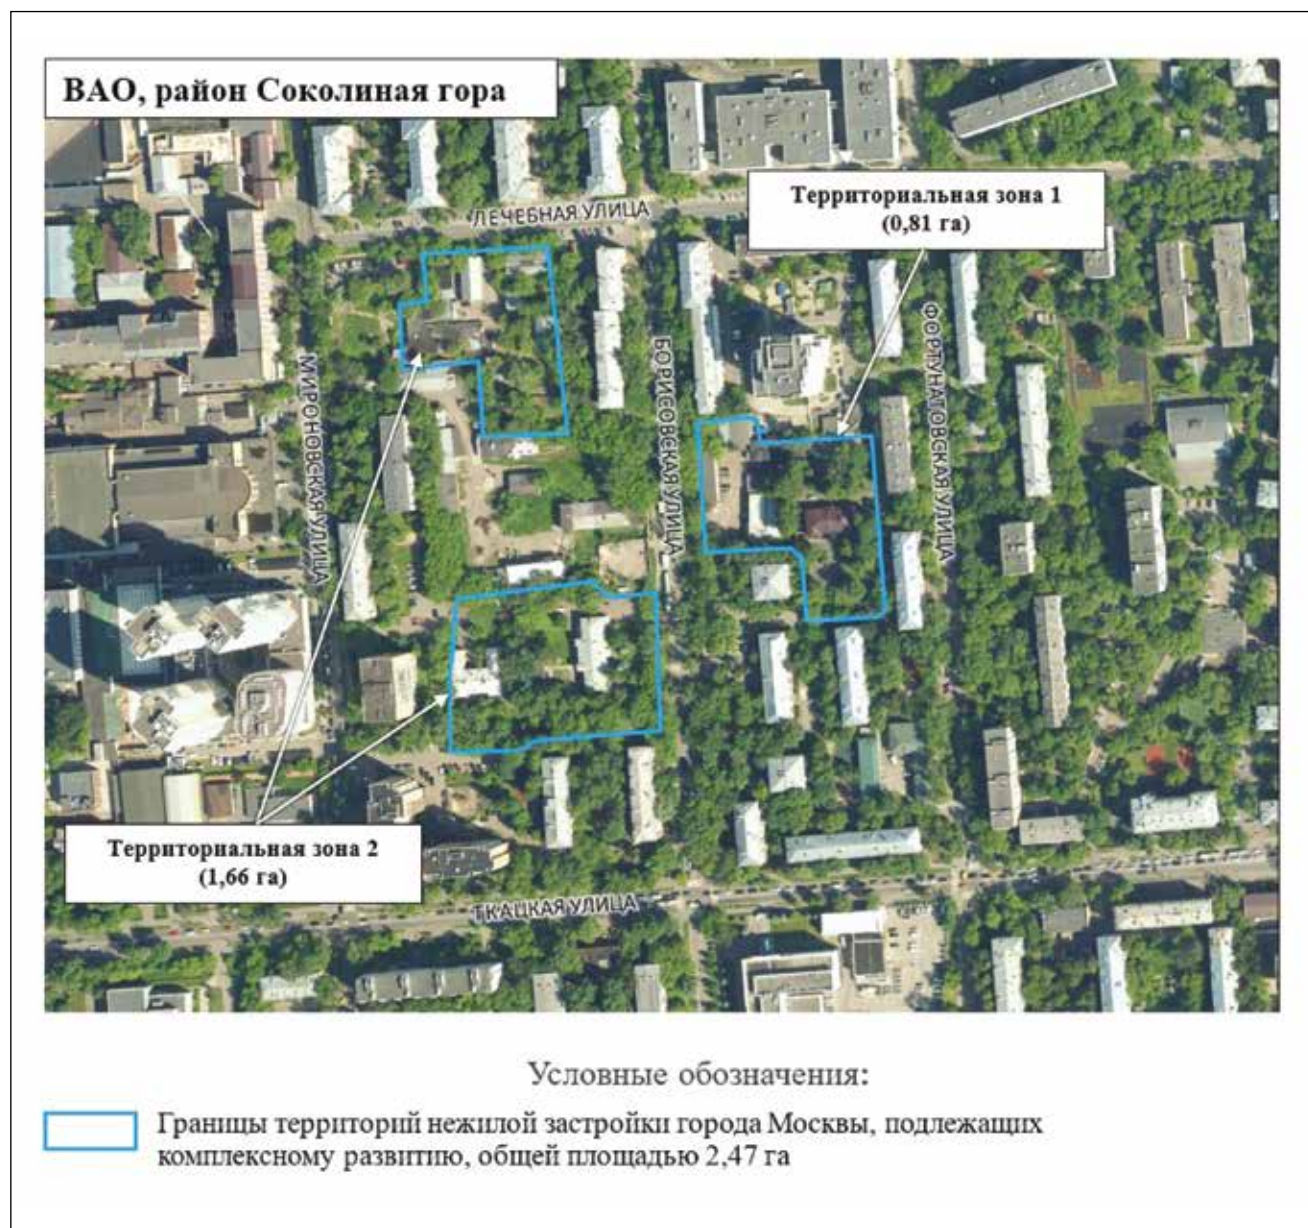 ВАО, район Соколиная гора
ЛЕЧЕБНАЯ УЛИЦА
Территориальная зона 1
(0,81 га)
МИРОНОВСКАЯ УЛИЦА
БОРИСОВСКАЯ УЛИЦА
ФОРТУНАТОВСКАЯ УЛИЦА
Территориальная зона 2
(1,66 га)
ТКАЦКАЯ УЛИЦА
Условные обозначения:
Границы территорий нежилой застройки города Москвы, подлежащих
комплексному развитию, общей площадью 2,47 га